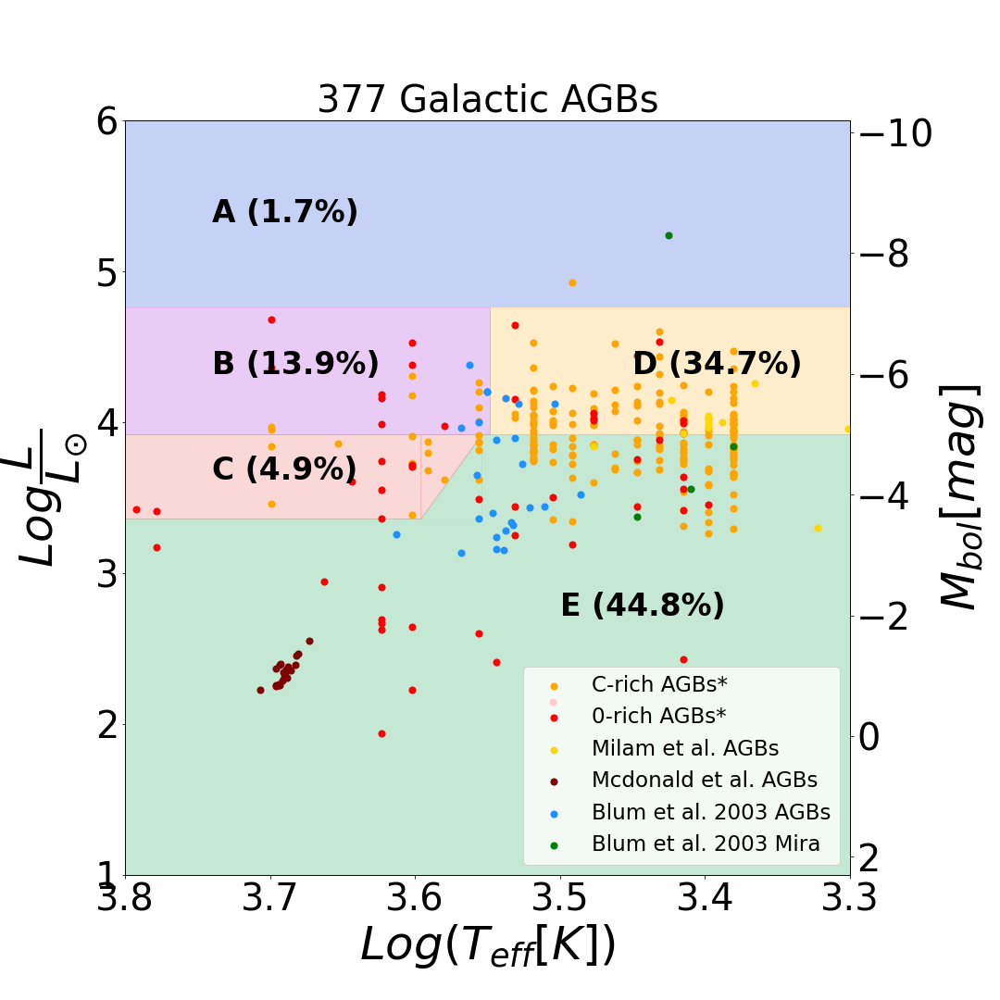 377 Galactic AGBs
6
5
4
3
2
1
Log L/L⊙
3.8 3.7 3.6 3.5 3.4 3.3
Log(T_eff[K])
−10
−8
−6
−4
−2
0
2
M_bol[mag]
A (1.7%)
B (13.9%)
D (34.7%)
C (4.9%)
E (44.8%)
C-rich AGBs*
0-rich AGBs*
Milam et al. AGBs
Mcdonald et al. AGBs
Blum et al. 2003 AGBs
Blum et al. 2003 Mira